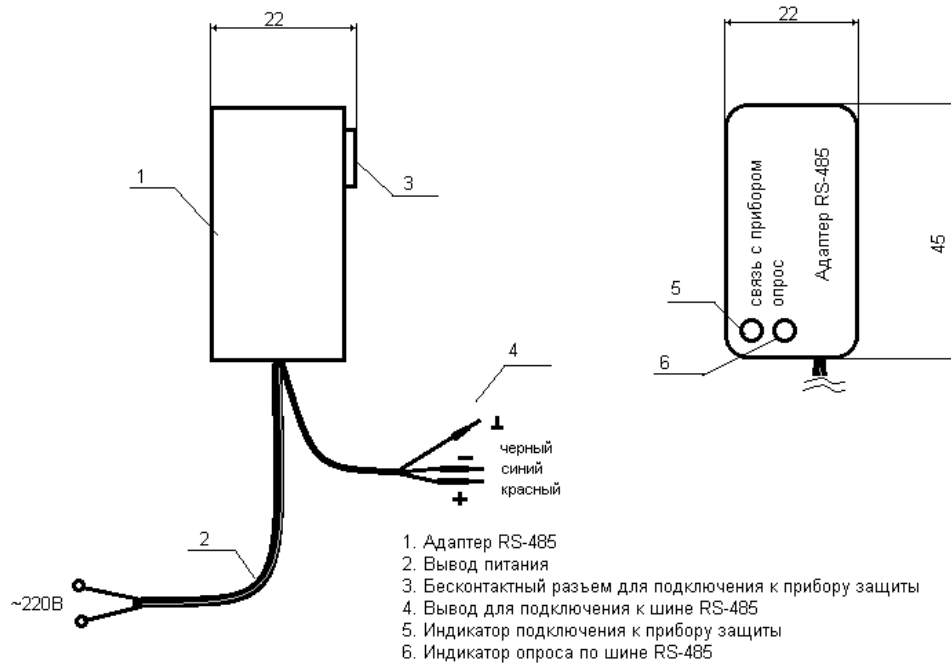 22
22
1
3
связь с прибором
опрос
Адаптер RS-485
45
5
6
4
⊥
черный
−
синий
красный
+
2
~220В
1. Адаптер RS-485
2. Вывод питания
3. Бесконтактный разъем для подключения к прибору защиты
4. Вывод для подключения к шине RS-485
5. Индикатор подключения к прибору защиты
6. Индикатор опроса по шине RS-485